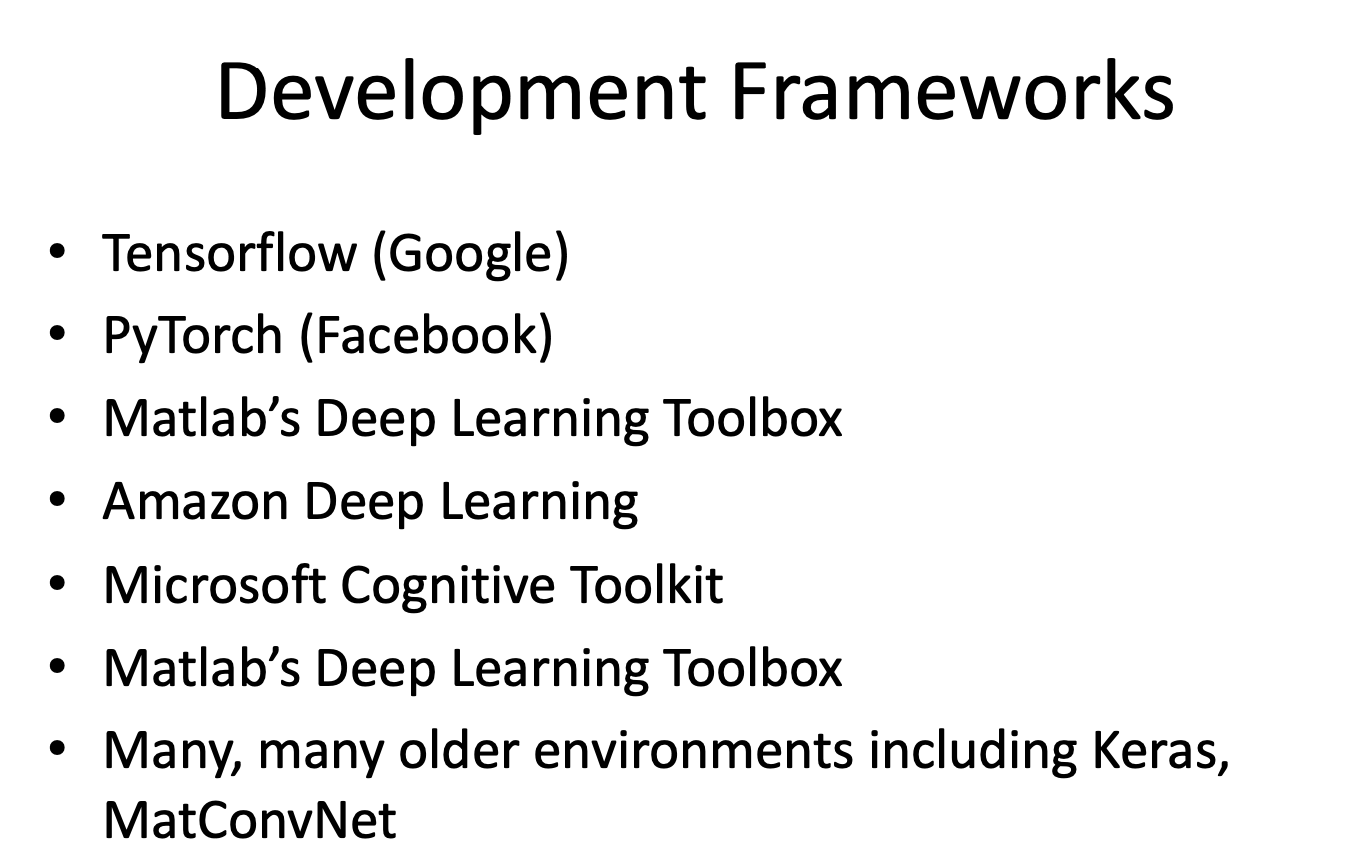 Development Frameworks
• Tensorflow (Google)
• PyTorch (Facebook)
• Matlab’s Deep Learning Toolbox
• Amazon Deep Learning
• Microsoft Cognitive Toolkit
• Matlab’s Deep Learning Toolbox
• Many, many older environments including Keras,
MatConvNet